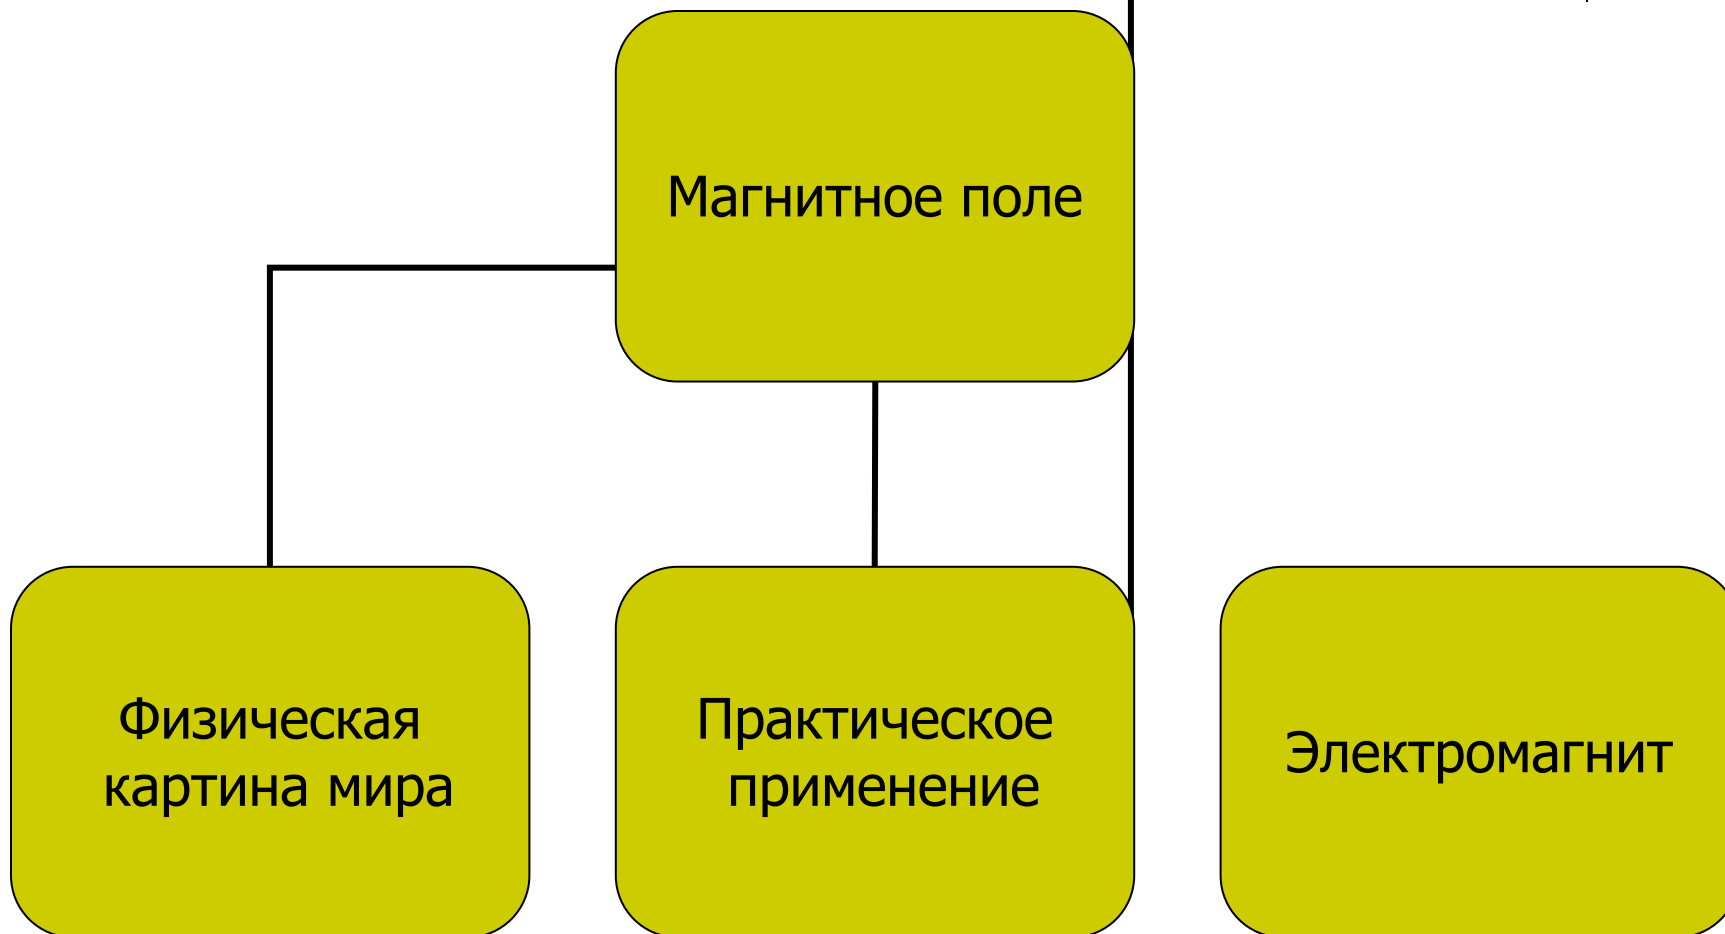 Магнитное поле
Физическая
картина мира
Практическое
применение
Электромагнит